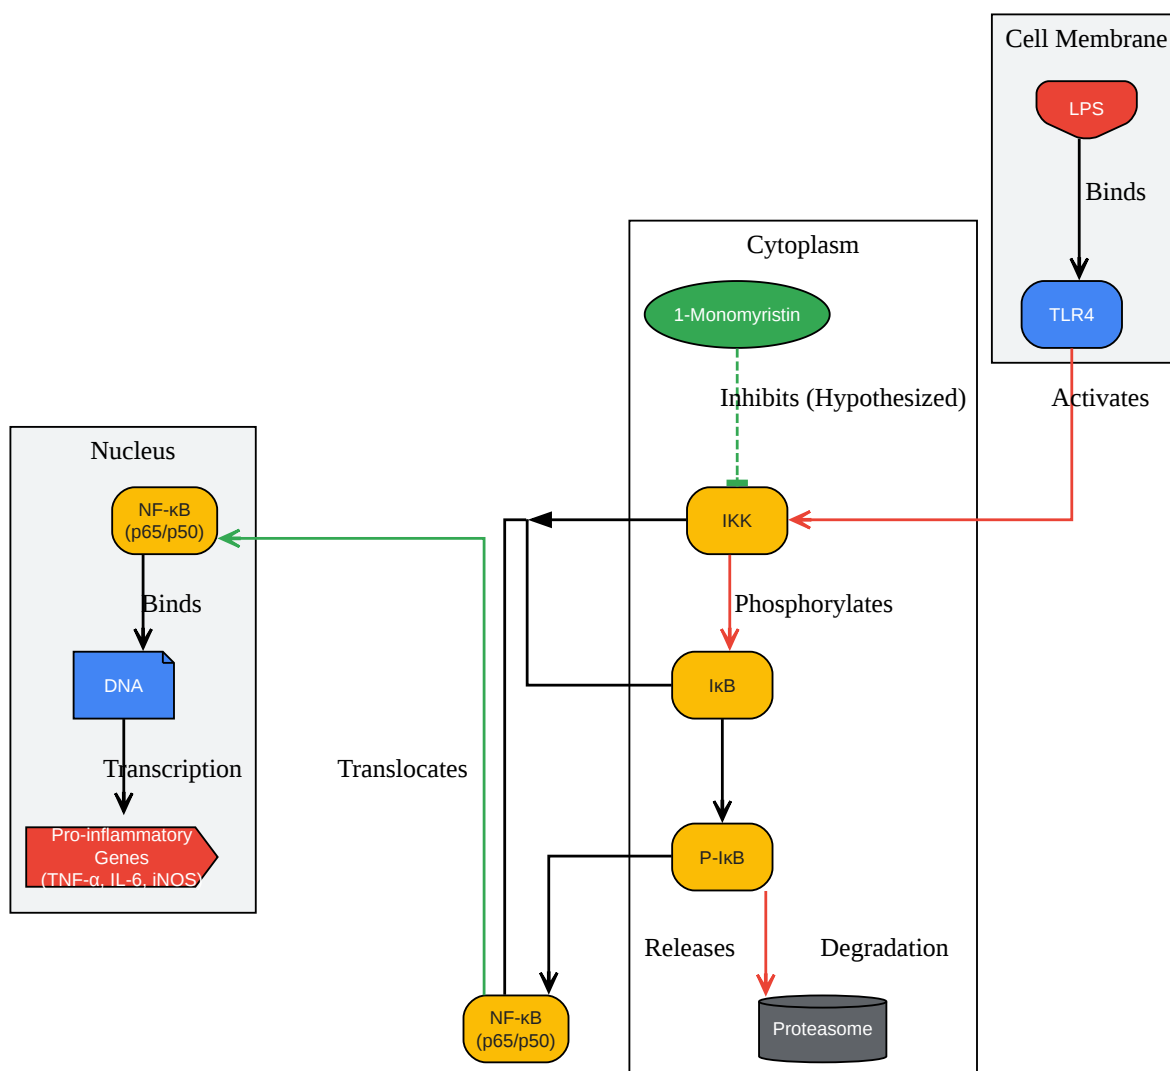 Cell Membrane
LPS
Binds
TLR4
Activates
Cytoplasm
1-Monomyristin
Inhibits (Hypothesized)
IKK
Phosphorylates
IκB
P-IκB
Releases
Degradation
Proteasome
NF-κB
(p65/p50)
Translocates
Nucleus
NF-κB
(p65/p50)
Binds
DNA
Transcription
Pro-inflammatory
Genes
(TNF-α, IL-6, iNOS)